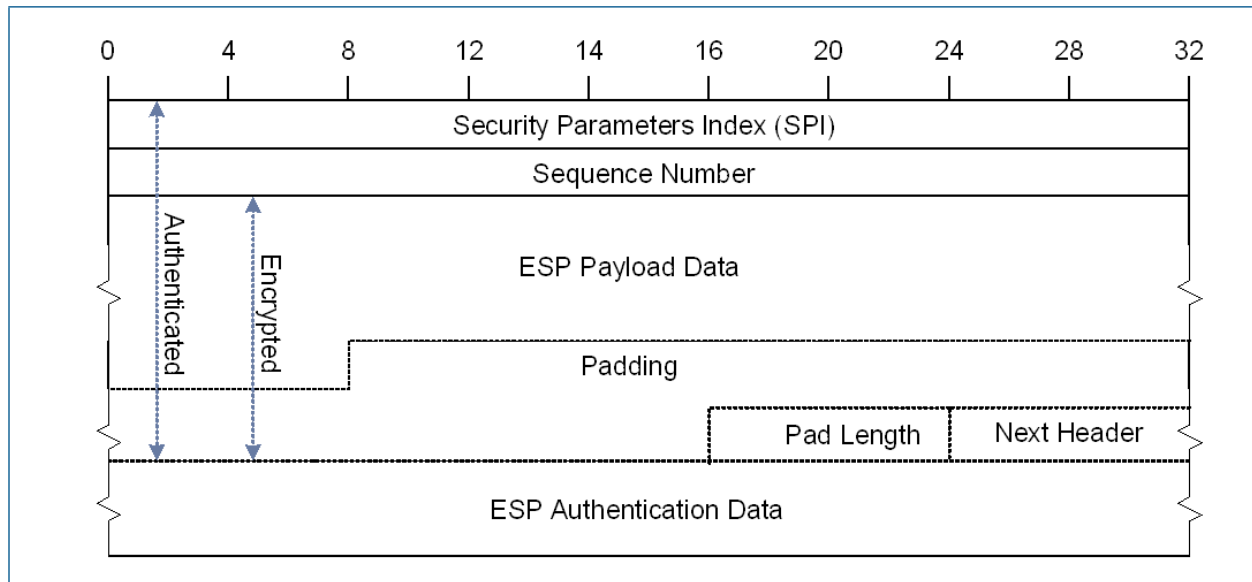 0 4 8 12 14 16 20 24 28 32
Security Parameters Index (SPI)
Sequence Number
Authenticated
Encrypted
ESP Payload Data
Padding
Pad Length Next Header
ESP Authentication Data